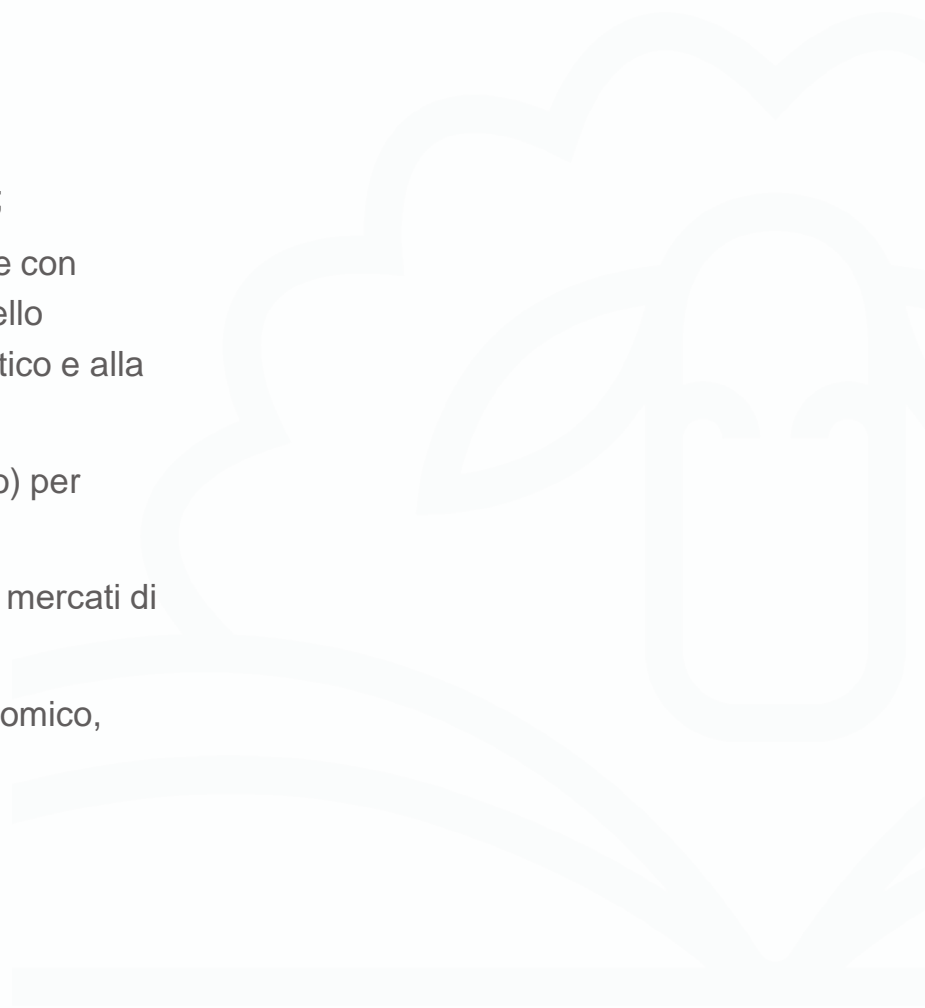 ;
e con
ello
tico e alla
o) per
mercati di
omico,